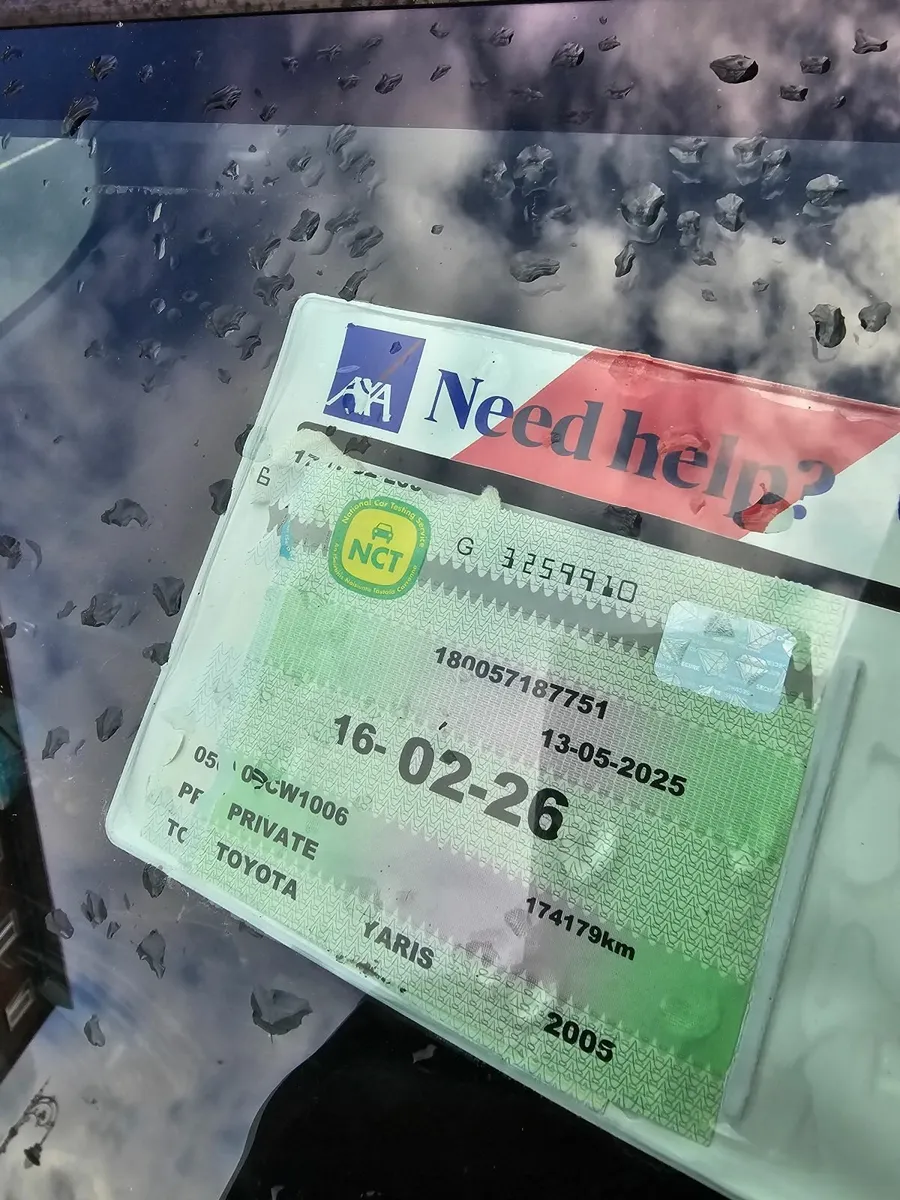 AXA
Need help?
National Car Testing Service
NCT
G 3259910
180057187751
13-05-2025
16-02-26
05CW1006
PRIVATE
TOYOTA
YARIS
174179km
2005